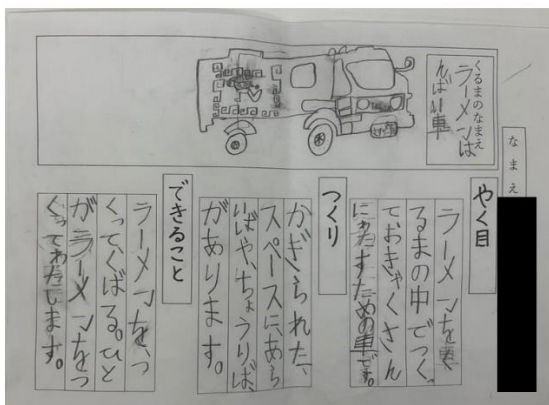 なまえ
くるまのなまえ
ラーメンは
んばい車
やく目
ラーメンをく
るまの中でつくっ
ておきゃくさん
にわたすための車です。
つくり
かぎられた、
スペースにあら
いばや、ちょうりば、
があります。
できること
ラーメンを、つ
くってくばる。ひと
がラーメンをつ
くってわたします。